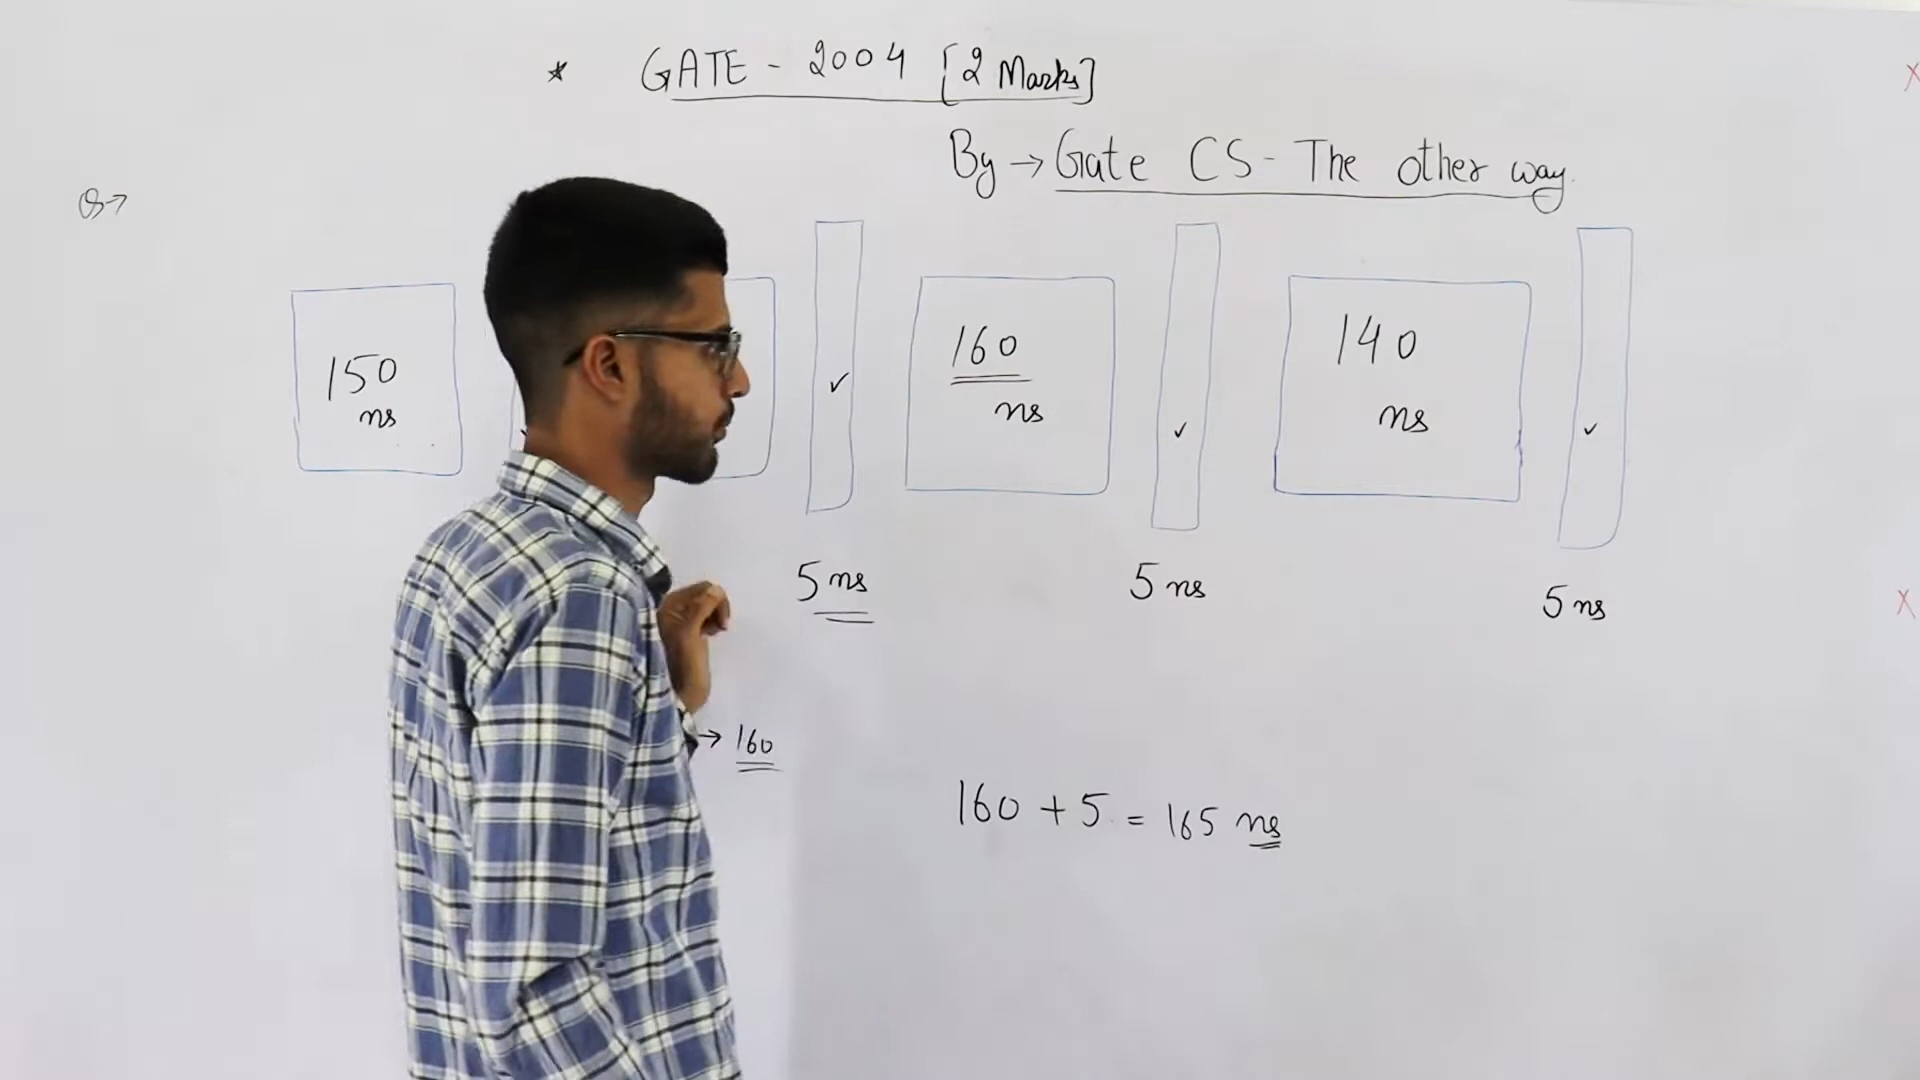 * GATE - 2004 [2 Marks]
By → Gate CS - The other way.
Q→
150 ns
160 ns
140 ns
5 ns
5 ns
5 ns
→ 160
160 + 5 = 165 ns